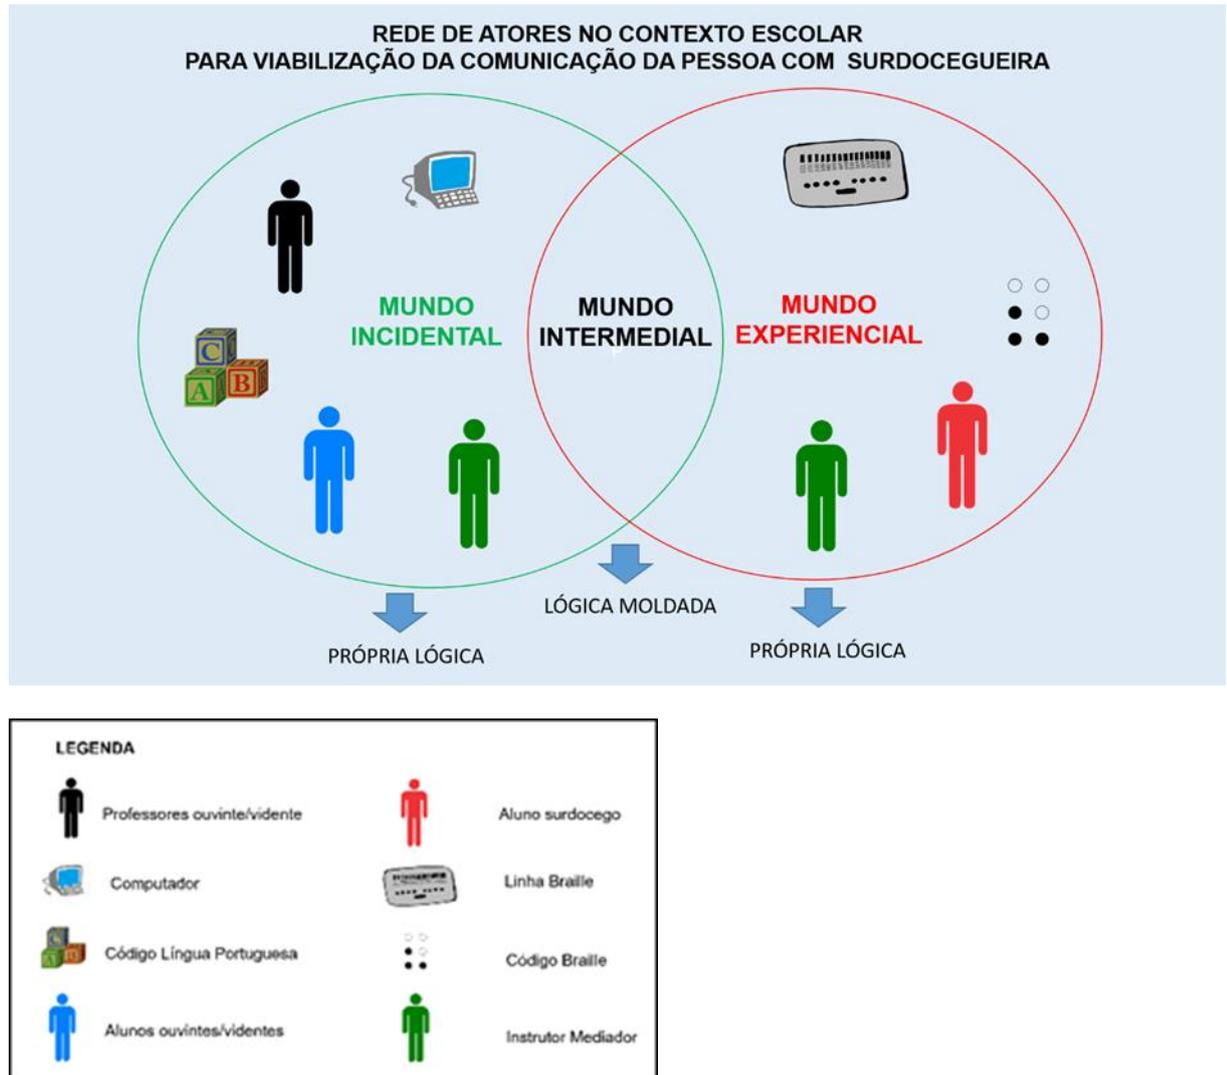 REDE DE ATORES NO CONTEXTO ESCOLAR
PARA VIABILIZAÇÃO DA COMUNICAÇÃO DA PESSOA COM SURDOCEGUEIRA
MUNDO
INCIDENTAL
MUNDO
INTERMEDIAL
MUNDO
EXPERIENCIAL
C
A B
LÓGICA MOLDADA
PRÓPRIA LÓGICA
PRÓPRIA LÓGICA
LEGENDA
Professores ouvinte/vidente
Aluno surdocego
Computador
Linha Braille
Código Língua Portuguesa
Código Braille
Alunos ouvintes/videntes
Instrutor Mediador